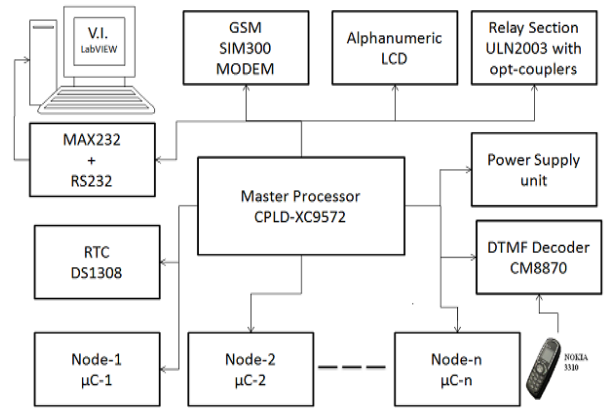 V.I.
LabVIEW
GSM
SIM300
MODEM
Alphanumeric
LCD
Relay Section
ULN2003 with
opt-couplers
MAX232
+
RS232
Master Processor
CPLD-XC9572
Power Supply
unit
RTC
DS1308
DTMF Decoder
CM8870
Node-1
µC-1
Node-2
µC-2
Node-n
µC-n
NOKIA
3310